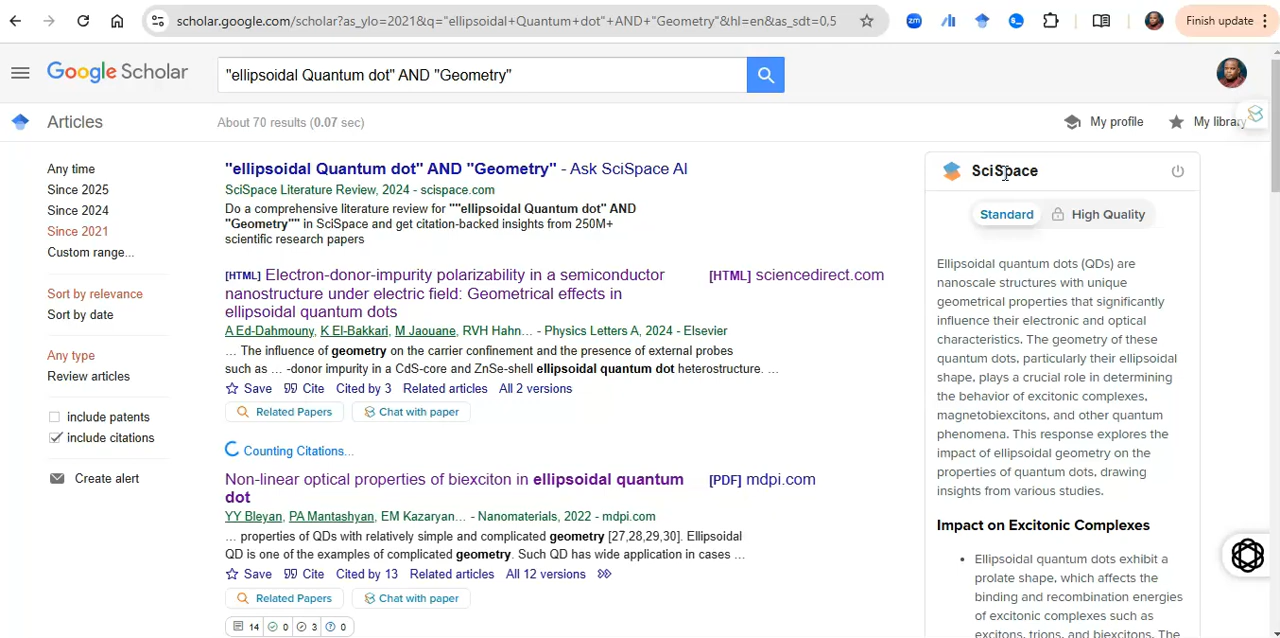 scholar.google.com/scholar?as_ylo=2021&q="ellipsoidal+Quantum+dot"+AND+"Geometry"&hl=en&as_sdt=0,5
zm
Finish update
Google Scholar
"ellipsoidal Quantum dot" AND "Geometry"
Articles
About 70 results (0.07 sec)
My profile
My library
Any time
Since 2025
Since 2024
Since 2021
Custom range...
Sort by relevance
Sort by date
Any type
Review articles
include patents
include citations
Create alert
"ellipsoidal Quantum dot" AND "Geometry" - Ask SciSpace AI
SciSpace Literature Review, 2024 - scispace.com
Do a comprehensive literature review for ""ellipsoidal Quantum dot" AND
"Geometry"" in SciSpace and get citation-backed insights from 250M+
scientific research papers
[HTML] Electron-donor-impurity polarizability in a semiconductor
nanostructure under electric field: Geometrical effects in
ellipsoidal quantum dots
[HTML] sciencedirect.com
A Ed-Dahmouny, K El-Bakkari, M Jaouane, RVH Hahn... - Physics Letters A, 2024 - Elsevier
... The influence of geometry on the carrier confinement and the presence of external probes
such as ... -donor impurity in a CdS-core and ZnSe-shell ellipsoidal quantum dot heterostructure. ...
Save Cite Cited by 3 Related articles All 2 versions
Related Papers Chat with paper
Counting Citations...
Non-linear optical properties of biexciton in ellipsoidal quantum
dot
[PDF] mdpi.com
YY Bleyan, PA Mantashyan, EM Kazaryan... - Nanomaterials, 2022 - mdpi.com
... properties of QDs with relatively simple and complicated geometry [27,28,29,30]. Ellipsoidal
QD is one of the examples of complicated geometry. Such QD has wide application in cases ...
Save Cite Cited by 13 Related articles All 12 versions
Related Papers Chat with paper
14 0 3 0
SciSpace
Standard High Quality
Ellipsoidal quantum dots (QDs) are
nanoscale structures with unique
geometrical properties that significantly
influence their electronic and optical
characteristics. The geometry of these
quantum dots, particularly their ellipsoidal
shape, plays a crucial role in determining
the behavior of excitonic complexes,
magnetobiexcitons, and other quantum
phenomena. This response explores the
impact of ellipsoidal geometry on the
properties of quantum dots, drawing
insights from various studies.
Impact on Excitonic Complexes
• Ellipsoidal quantum dots exhibit a
prolate shape, which affects the
binding and recombination energies
of excitonic complexes such as
excitons, trions, and biexcitons. The